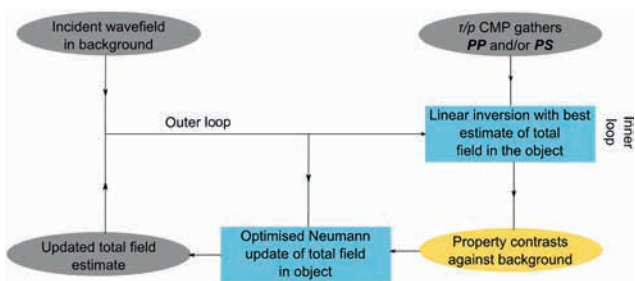 Incident wavefield
in background
τ/p CMP gathers
PP and/or PS
Outer loop
Linear inversion with best
estimate of total
field in the object
Inner
loop
Updated total field
estimate
Optimised Neumann
update of total field
in object
Property contrasts
against background